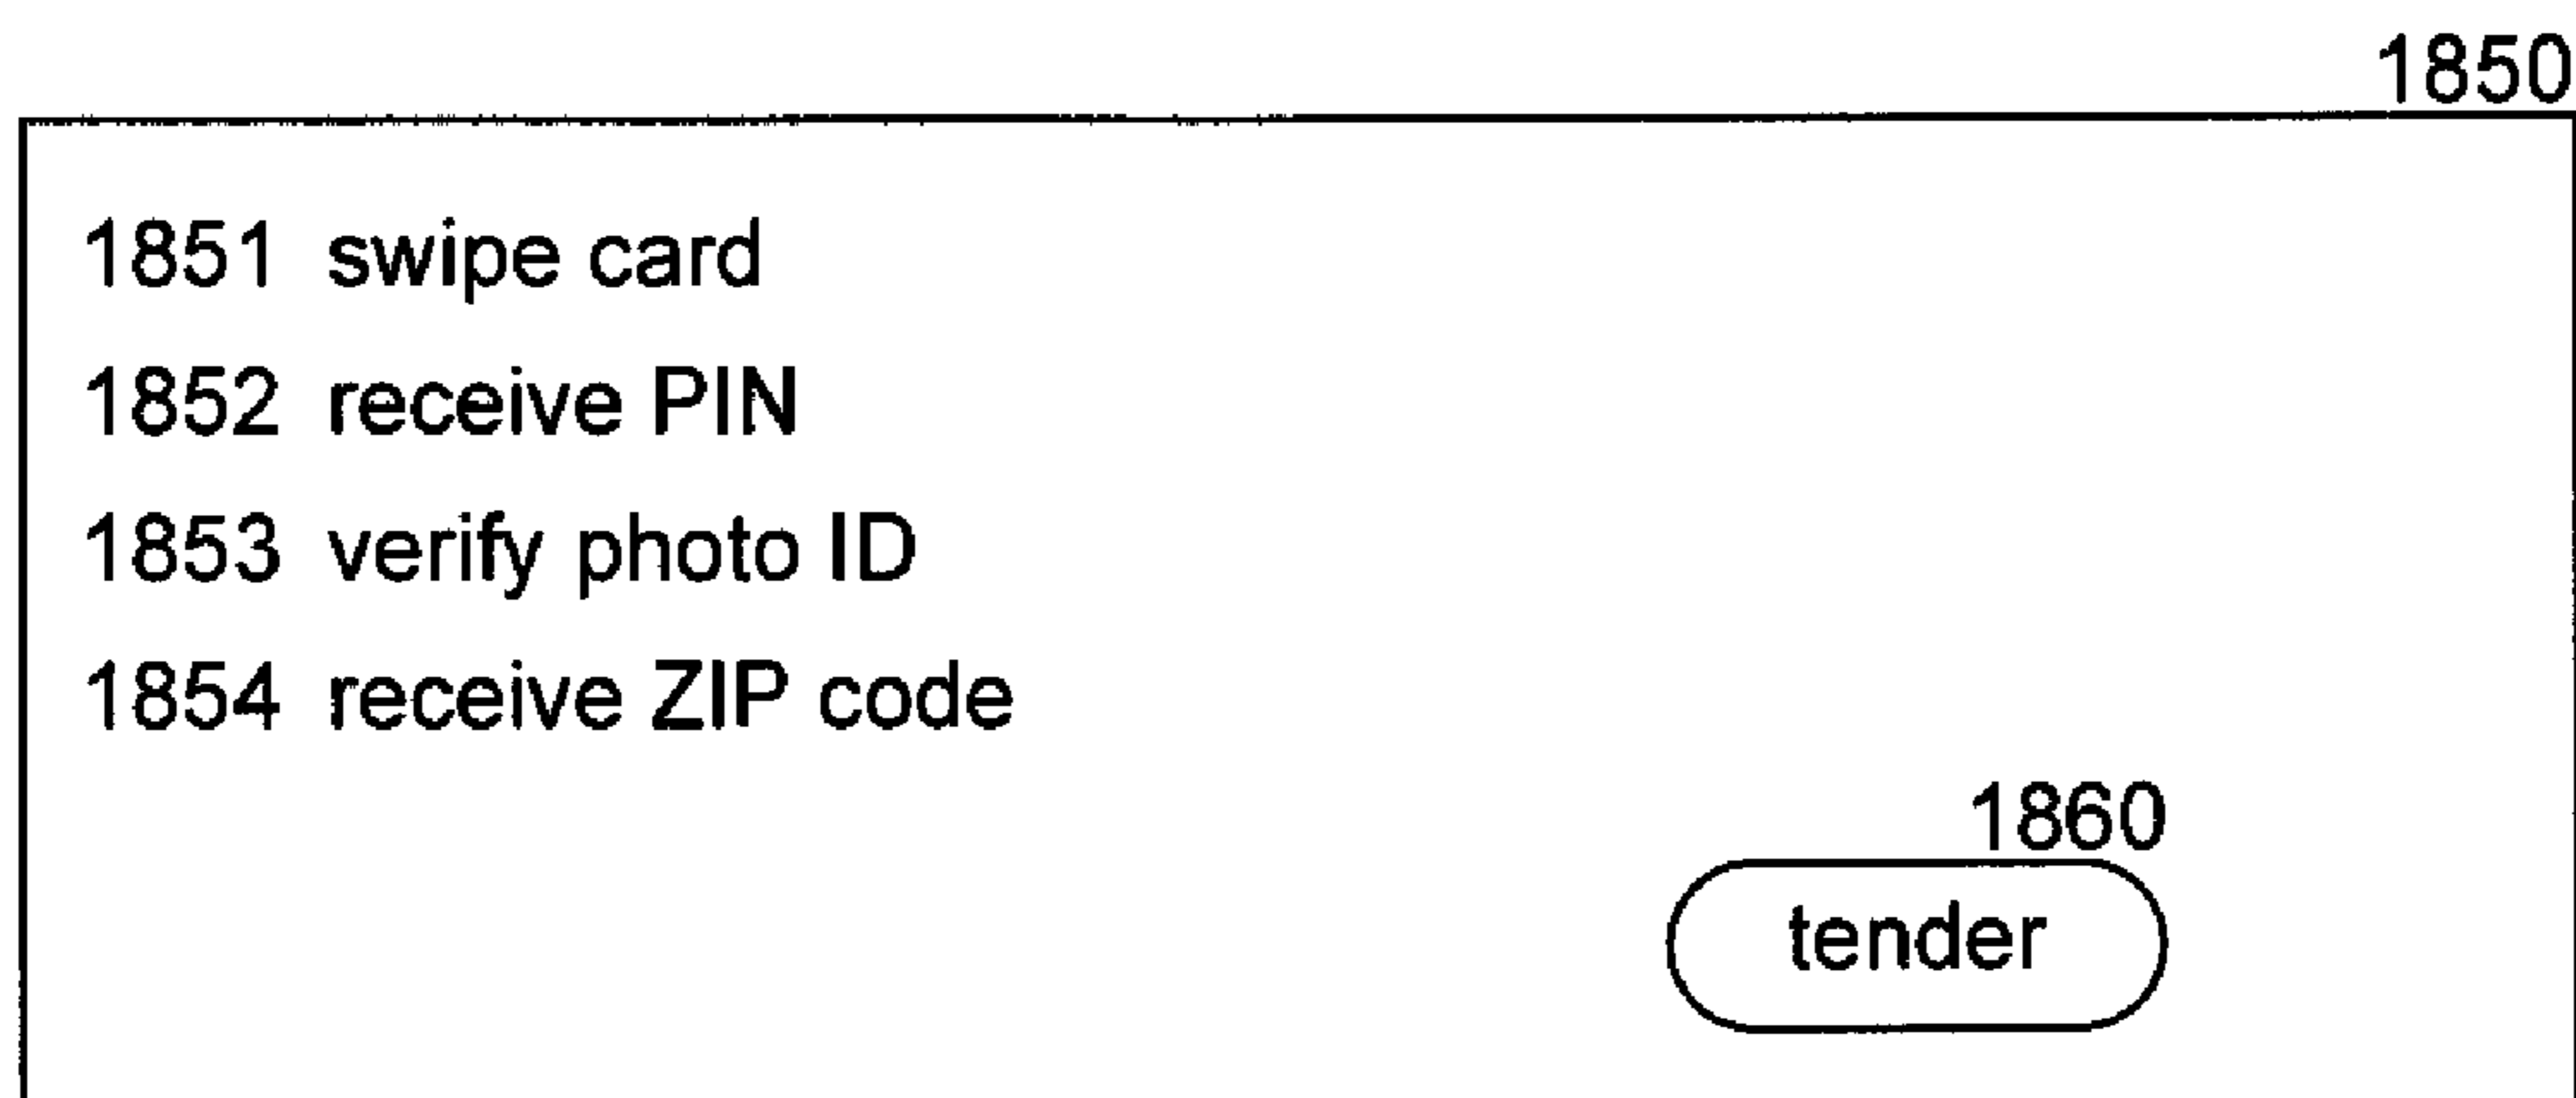 1850
1851 swipe card
1852 receive PIN
1853 verify photo ID
1854 receive ZIP code
1860
tender